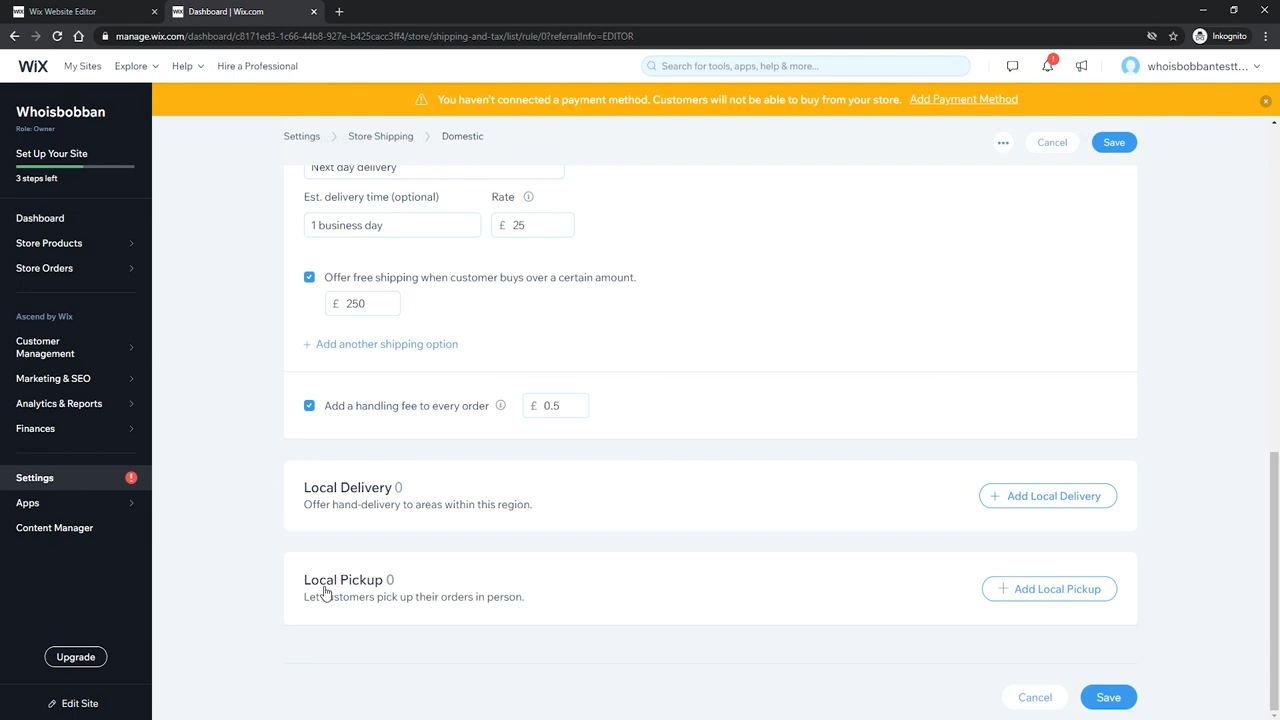 Wix Website Editor
Dashboard | Wix.com
manage.wix.com/dashboard/c8171ed3-1c66-44b8-927e-b425cacc3ff4/store/shipping-and-tax/list/rule/0?referralInfo=EDITOR
Inkognito
WiX
My Sites
Explore
Help
Hire a Professional
Search for tools, apps, help & more...
whoisbobbantestt...
Whoisbobban
Role: Owner
Set Up Your Site
3 steps left
Dashboard
Store Products
Store Orders
Ascend by Wix
Customer
Management
Marketing & SEO
Analytics & Reports
Finances
Settings
Apps
Content Manager
Upgrade
Edit Site
You haven't connected a payment method. Customers will not be able to buy from your store. Add Payment Method
Settings > Store Shipping > Domestic
Cancel
Save
Next day delivery
Est. delivery time (optional)
Rate
1 business day
£ 25
Offer free shipping when customer buys over a certain amount.
£ 250
+ Add another shipping option
Add a handling fee to every order
£ 0.5
Local Delivery 0
Offer hand-delivery to areas within this region.
+ Add Local Delivery
Local Pickup 0
Let customers pick up their orders in person.
+ Add Local Pickup
Cancel
Save